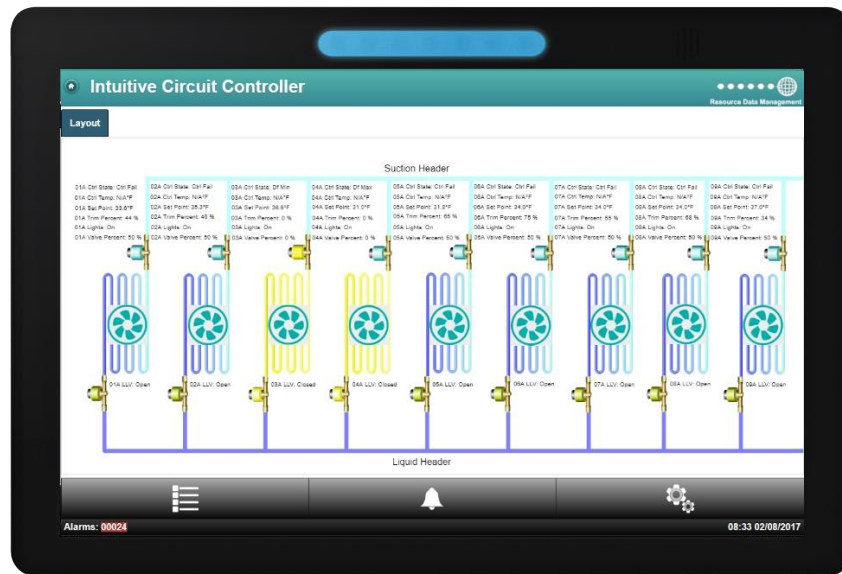 Intuitive Circuit Controller
Resource Data Management
Layout
Suction Header
01A Ctrl State: Ctrl Fail
01A Ctrl Temp: N/A°F
01A Set Point: 33.6°F
01A Trim Percent: 44 %
01A Lights: On
01A Valve Percent: 50 %
02A Ctrl State: Ctrl Fail
02A Ctrl Temp: N/A°F
02A Set Point: 35.3°F
02A Trim Percent: 48 %
02A Lights: On
02A Valve Percent: 50 %
03A Ctrl State: Df Min
03A Ctrl Temp: N/A°F
03A Set Point:
03A Trim Percent: 0 %
03A Lights: On
03A Valve Percent: 0 %
04A Ctrl State: Df Max
04A Ctrl Temp: N/A°F
04A Set Point: 31.0°F
04A Trim Percent: 0 %
04A Lights: On
04A Valve Percent: 0 %
05A Ctrl State: Ctrl Fail
05A Ctrl Temp: N/A°F
05A Set Point: 31.8°F
05A Trim Percent: 65 %
05A Lights: On
05A Valve Percent: 50 %
06A Ctrl State: Ctrl Fail
06A Ctrl Temp: N/A°F
06A Set Point: 34.0°F
06A Trim Percent: 76 %
06A Lights: On
06A Valve Percent: 50 %
07A Ctrl State: Ctrl Fail
07A Ctrl Temp: N/A°F
07A Set Point: 34.0°F
07A Trim Percent: 55 %
07A Lights: On
07A Valve Percent: 50 %
08A Ctrl State: Ctrl Fail
08A Ctrl Temp: N/A°F
08A Set Point: 34.0°F
08A Trim Percent: 68 %
08A Lights: On
08A Valve Percent: 50 %
09A Ctrl State: Ctrl Fail
09A Ctrl Temp: N/A°F
09A Set Point: 37.0°F
09A Trim Percent: 34 %
09A Lights: On
09A Valve Percent: 50 %
01A LLV: Open
02A LLV: Open
03A LLV: Closed
04A LLV: Closed
05A LLV: Open
06A LLV: Open
07A LLV: Open
08A LLV: Open
09A LLV: Open
Liquid Header
Alarms: 00024
08:33 02/08/2017